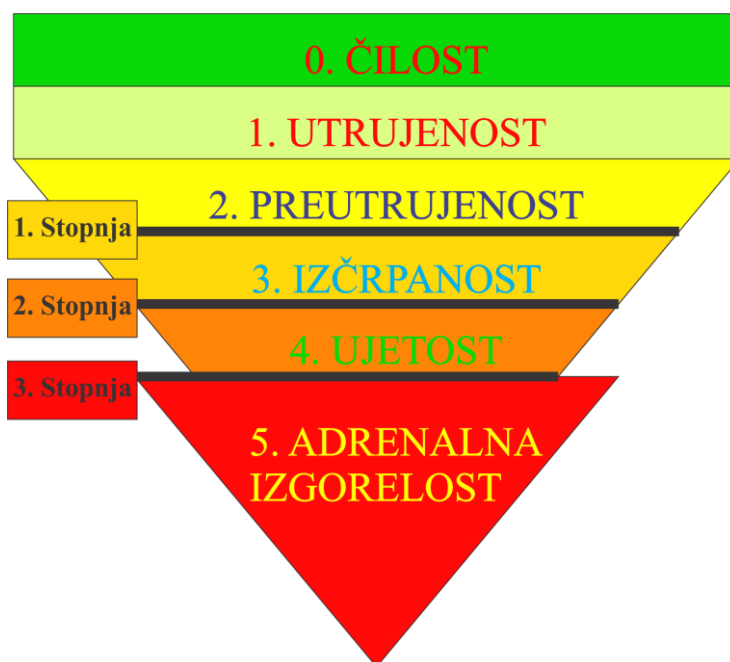 0. ČILOST
1. UTRUJENOST
2. PREUTRUJENOST
1. Stopnja
3. IZČRPANOST
2. Stopnja
4. UJETOST
3. Stopnja
5. ADRENALNA
IZGORELOST